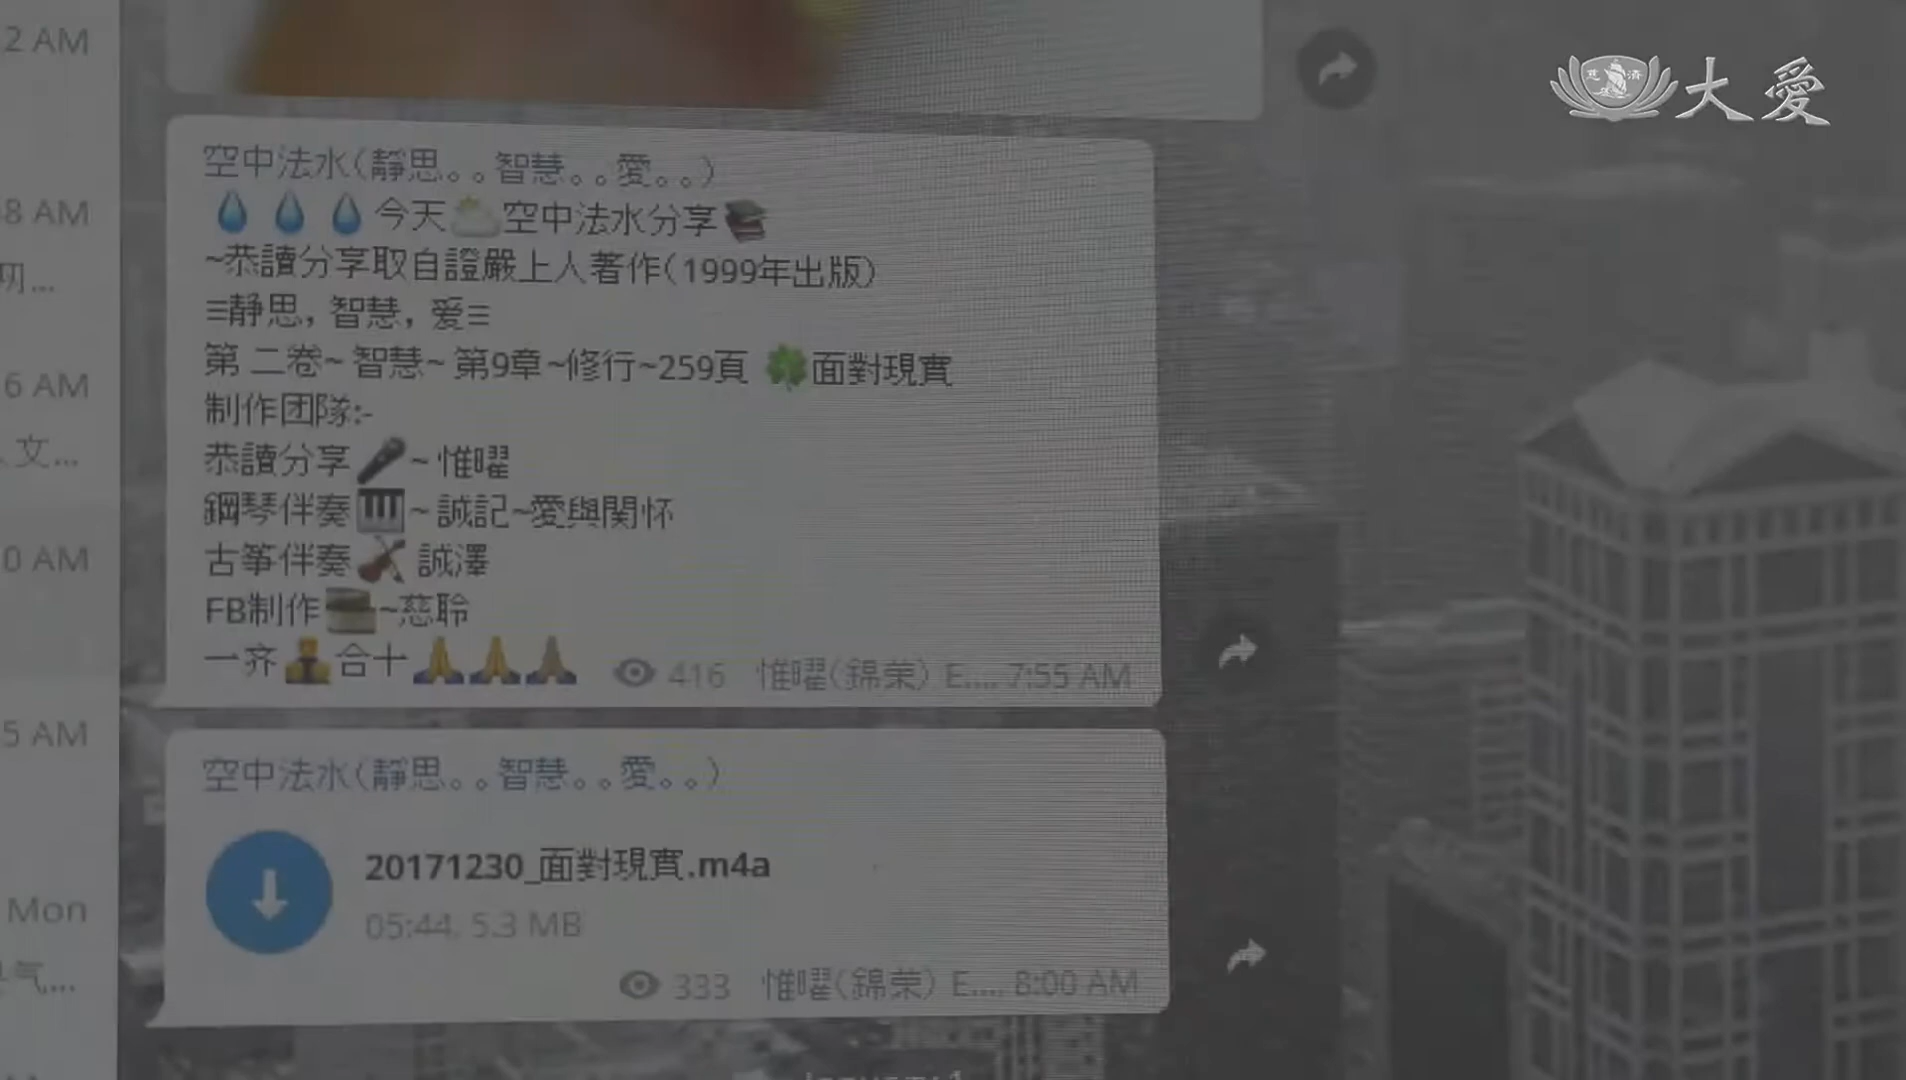 2 AM
大愛
慈濟
空中法水(靜思。。智慧。。愛。。)
8 AM
今天空中法水分享
~恭讀分享取自證嚴上人著作(1999年出版)
≡靜思, 智慧, 爱≡
第 二卷~ 智慧~ 第9章~修行~259頁 面對現實
6 AM
制作团隊:-
文...
恭讀分享~ 惟曜
鋼琴伴奏~ 誠記~愛與関怀
0 AM
古筝伴奏 誠澤
FB制作~慈聆
一齐合十
416 惟曜(錦荣) E.... 7:55 AM
5 AM
空中法水(靜思。。智慧。。愛。。)
20171230_面對現實.m4a
Mon
05:44, 5.3 MB
气...
333 惟曜(錦荣) E.... 8:00 AM